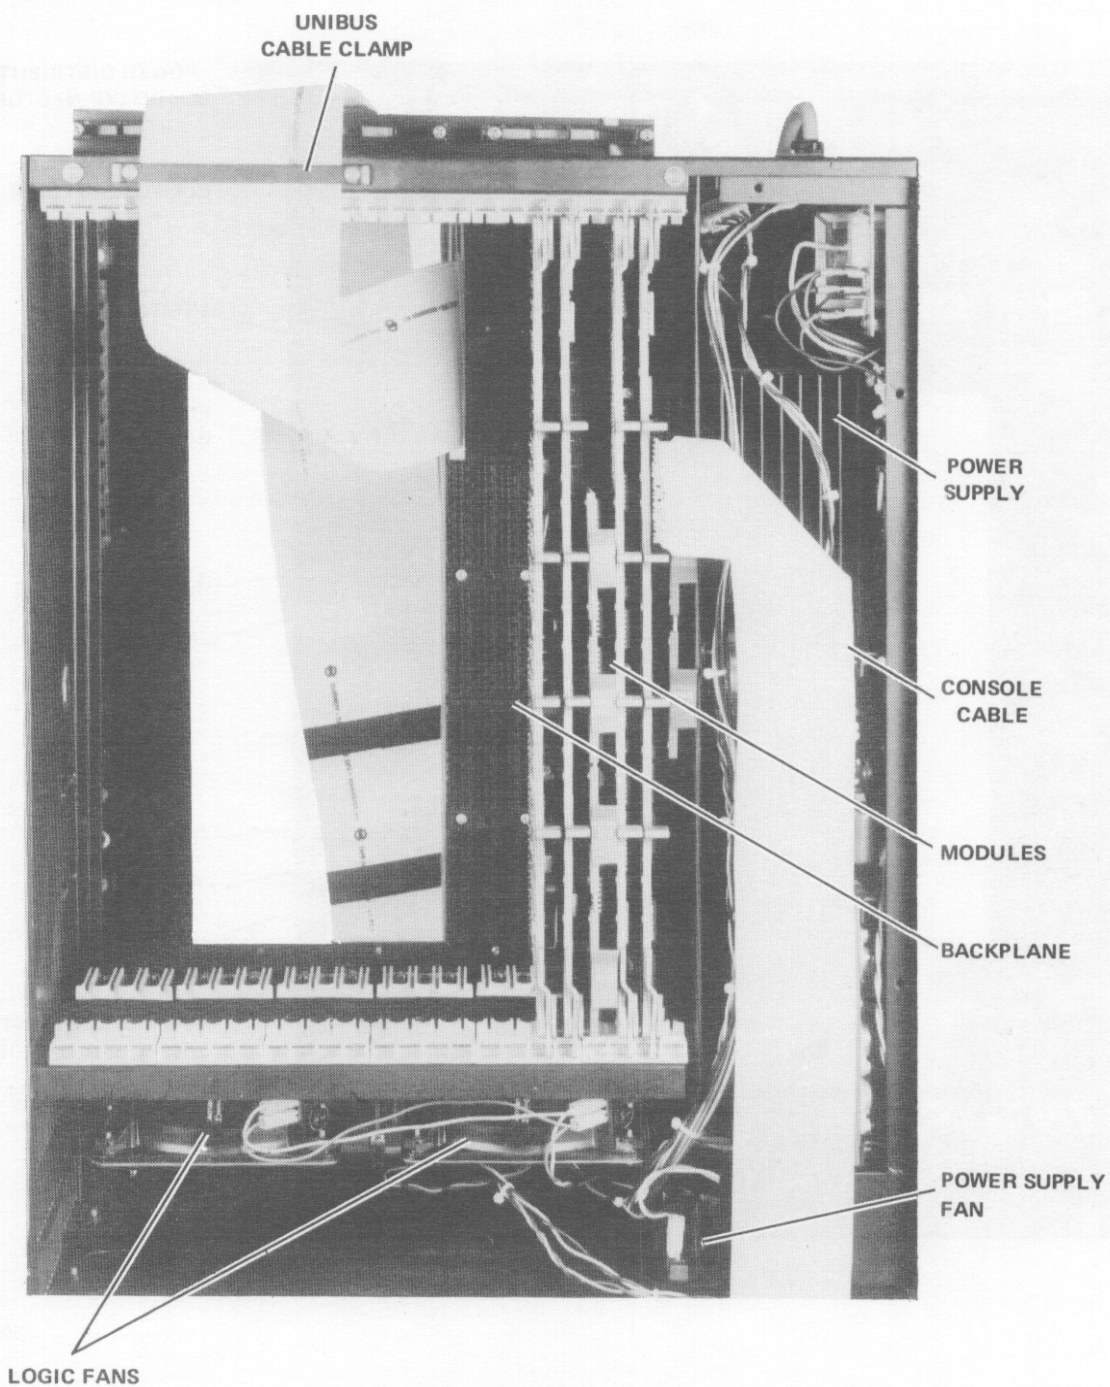 UNIBUS
CABLE CLAMP
POWER
SUPPLY
CONSOLE
CABLE
MODULES
BACKPLANE
POWER SUPPLY
FAN
LOGIC FANS